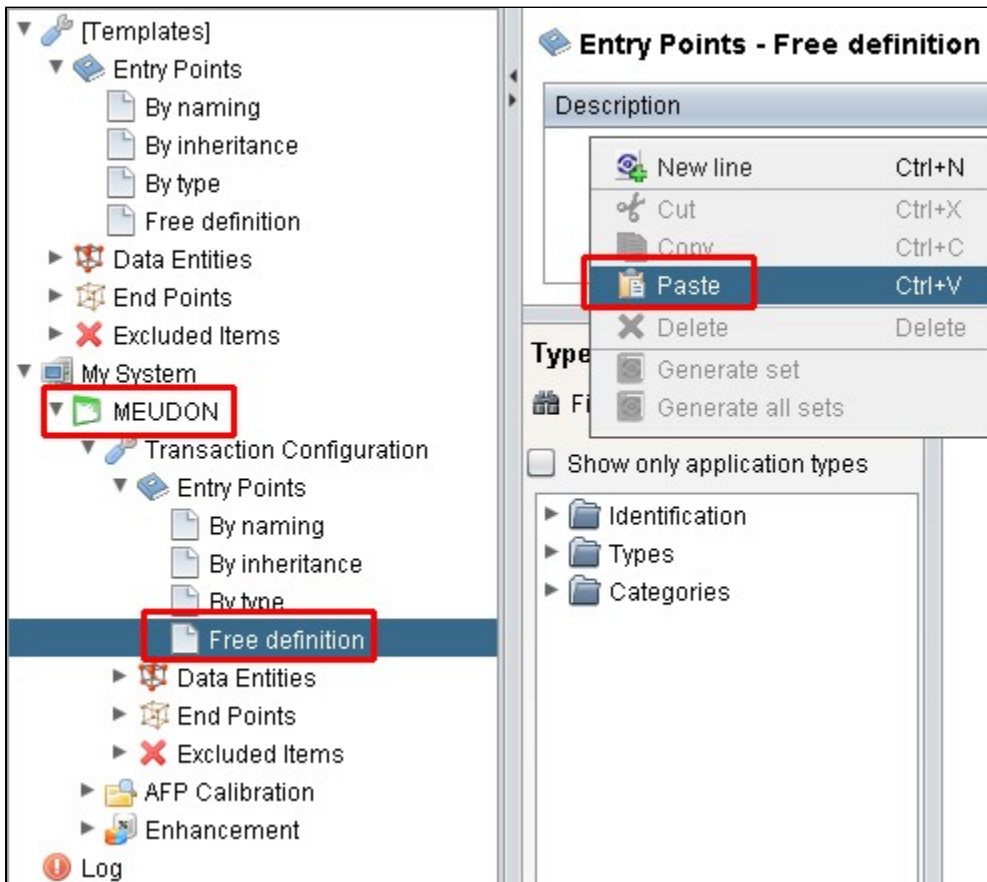 [Templates]
Entry Points
By naming
By inheritance
By type
Free definition
Data Entities
End Points
Excluded Items
My System
MEUDON
Transaction Configuration
Entry Points
By naming
By inheritance
By type
Free definition
Data Entities
End Points
Excluded Items
AFP Calibration
Enhancement
Log
Entry Points - Free definition
Description
New line Ctrl+N
Cut Ctrl+X
Copy Ctrl+C
Paste Ctrl+V
Delete Delete
Generate set
Generate all sets
Type
Fi
Show only application types
Identification
Types
Categories